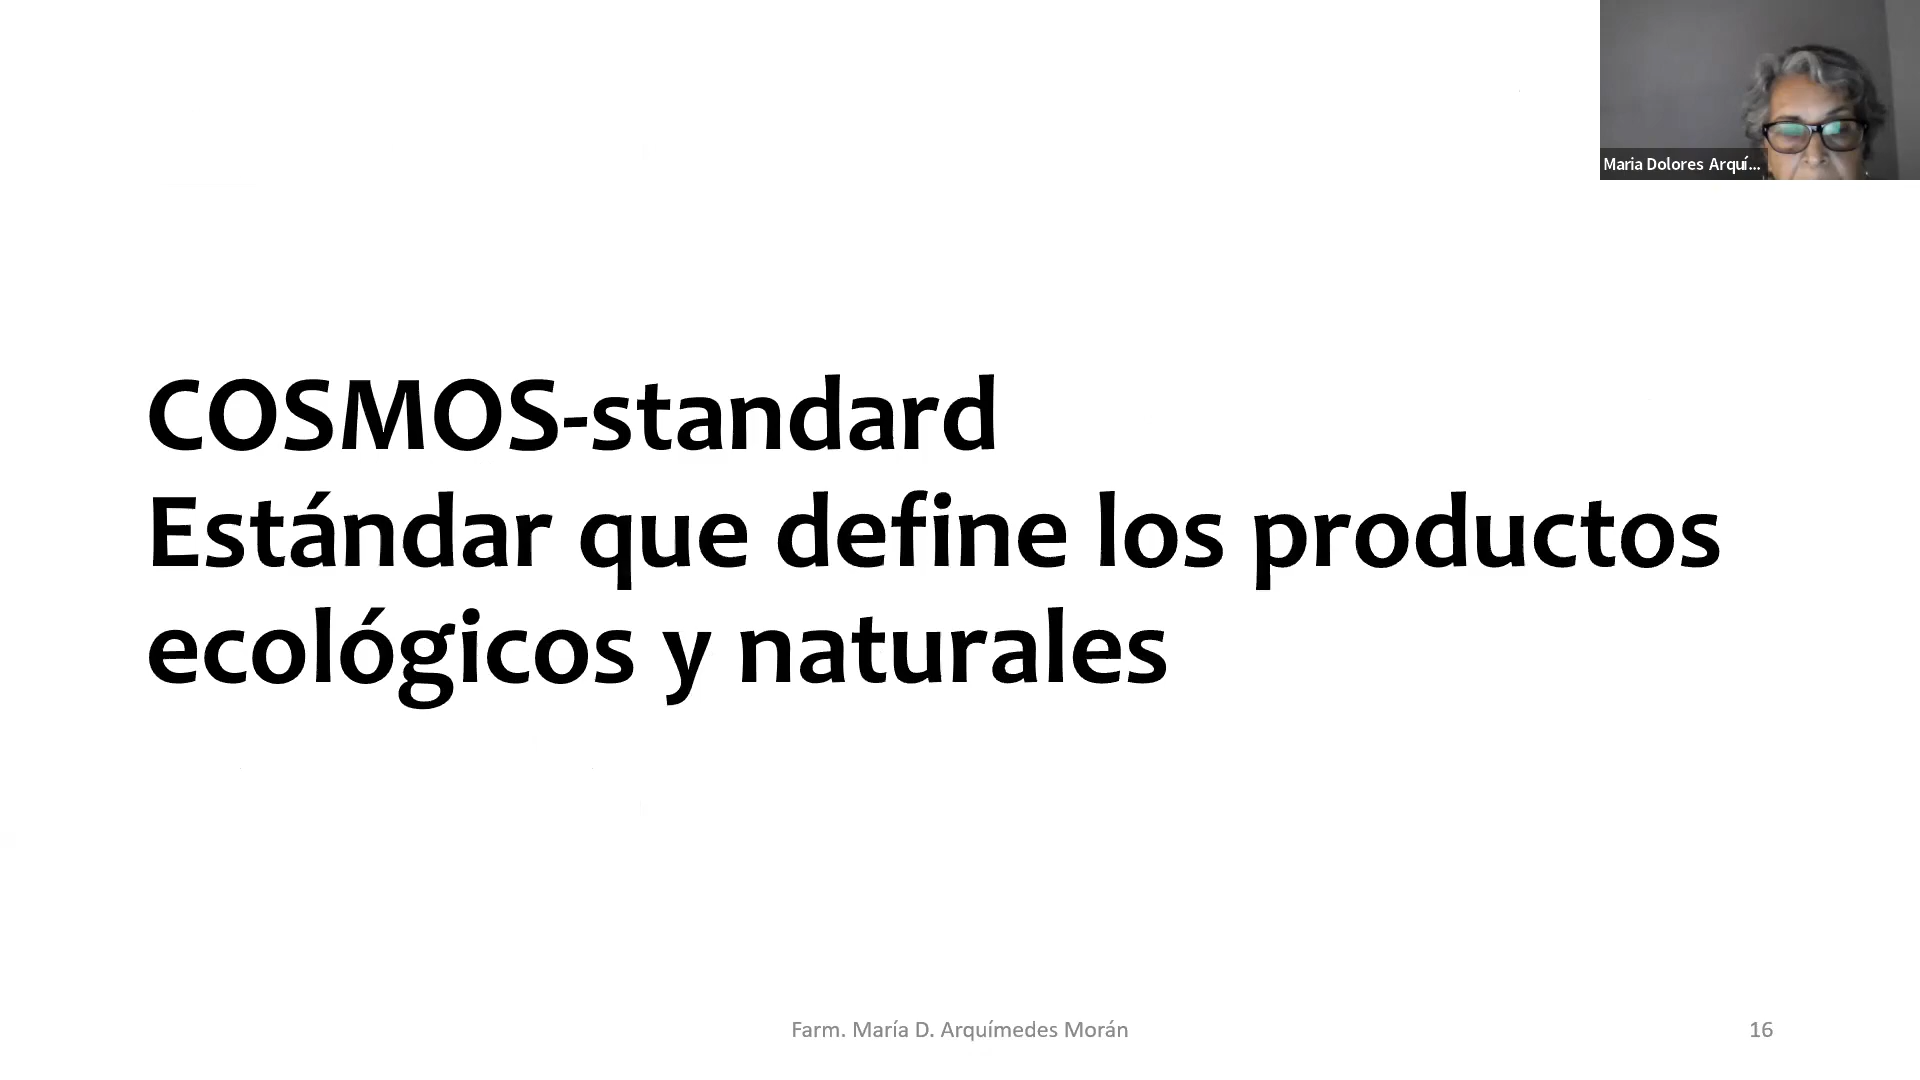 Maria Dolores Arquí...
COSMOS-standard
Estándar que define los productos
ecológicos y naturales
Farm. María D. Arquímedes Morán
16